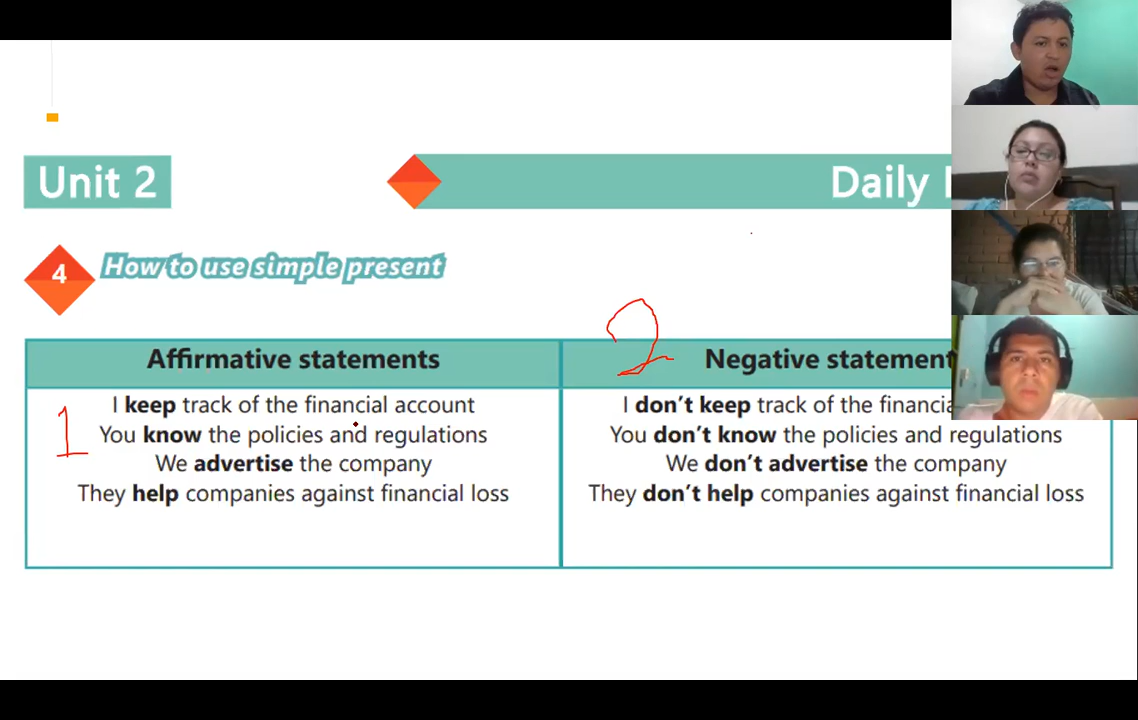 Unit 2
Daily
4
How to use simple present
2
Affirmative statements
Negative statement
1
I keep track of the financial account
You know the policies and regulations
We advertise the company
They help companies against financial loss
I don't keep track of the
You don't know the policies and regulations
We don't advertise the company
They don't help companies against financial loss